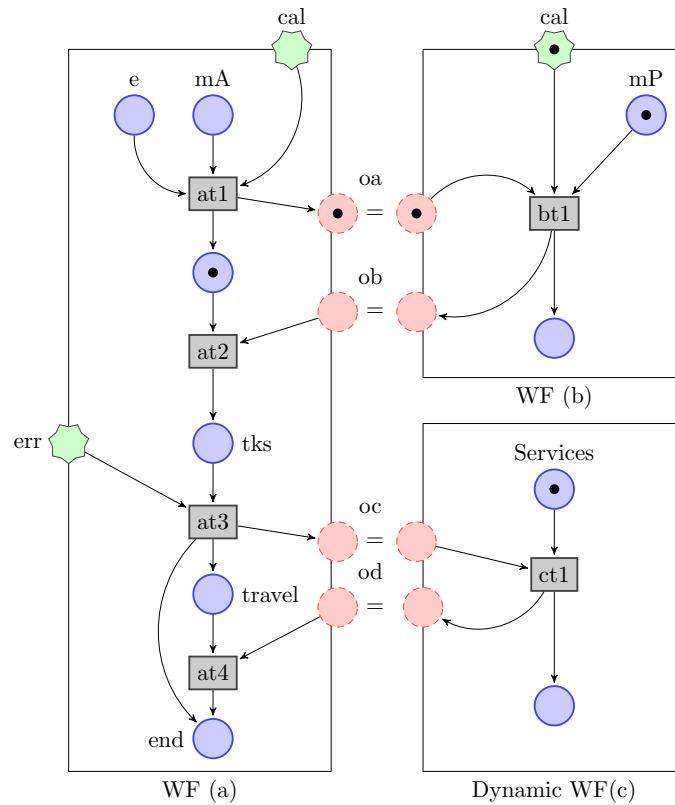 cal
cal
e
mA
mP
at1
oa
=
bt1
ob
=
at2
WF (b)
err
tks
Services
at3
oc
=
ct1
od
travel
=
at4
end
WF (a)
Dynamic WF(c)